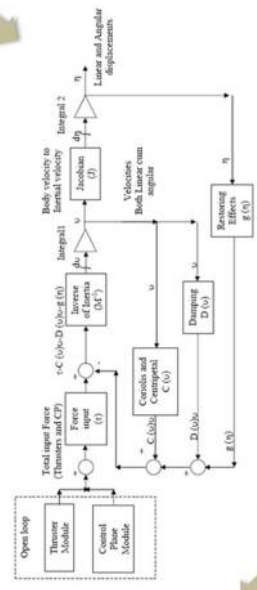 Open loop
Thruster
Module
Control
Plane
Module
Total input Force
(Thrusters and CP)
+
+
Force
input
(τ)
+
-
τ-C (υ)υ-D (υ)υ-g (η)
Inverse
of Inertia
(M⁻¹)
dυ
Integral1
υ
Body velocity to
Inertial velocity
Jacobian
(J)
dη
Integral 2
η
Linear and Angular
displacements
Velocities
Both Linear cum
angular
υ
Coriolis and
Centripetal
C (υ)
C (υ)υ
+
υ
Damping
D (υ)
D (υ)υ
+
η
Restoring
Effects
g (η)
g (η)